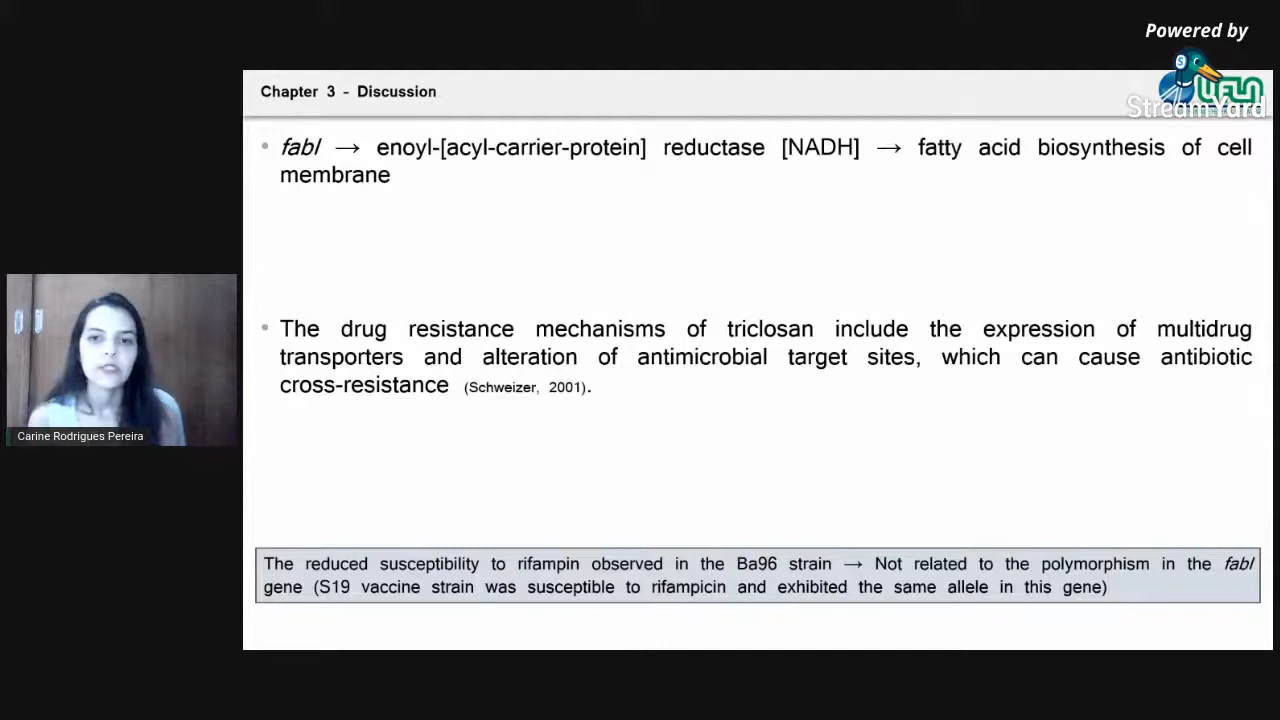 Powered by
StreamYard
Chapter 3 - Discussion
UFLA
• fabI → enoyl-[acyl-carrier-protein] reductase [NADH] → fatty acid biosynthesis of cell
membrane
• The drug resistance mechanisms of triclosan include the expression of multidrug
transporters and alteration of antimicrobial target sites, which can cause antibiotic
cross-resistance (Schweizer, 2001).
Carine Rodrigues Pereira
The reduced susceptibility to rifampin observed in the Ba96 strain → Not related to the polymorphism in the fabI
gene (S19 vaccine strain was susceptible to rifampicin and exhibited the same allele in this gene)